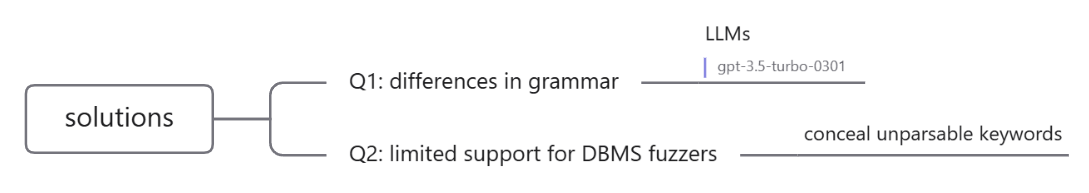 solutions
Q1: differences in grammar
LLMs
gpt-3.5-turbo-0301
Q2: limited support for DBMS fuzzers
conceal unparsable keywords